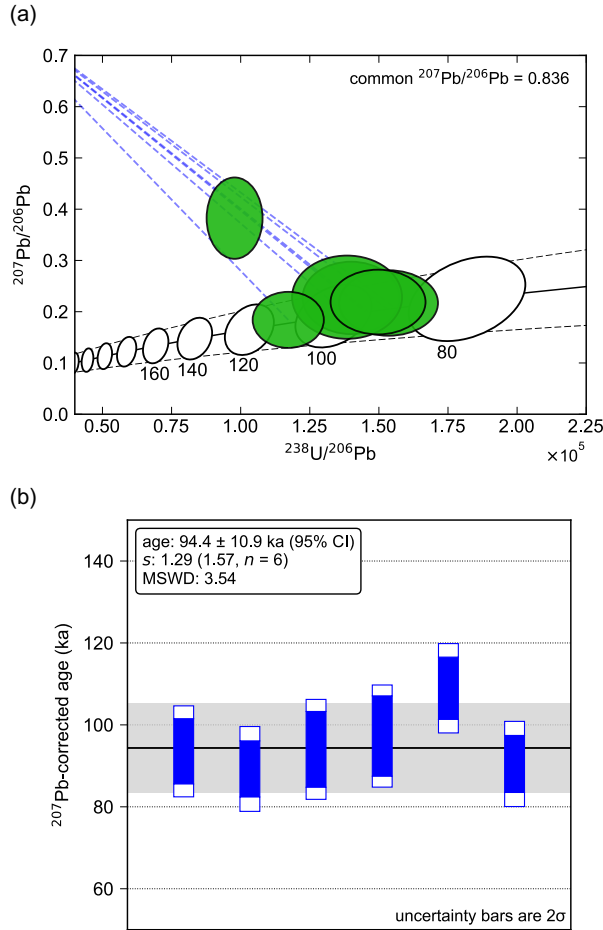 (a)
0.7
0.6
0.5
0.4
0.3
0.2
0.1
0.0
²⁰⁷Pb/²⁰⁶Pb
common ²⁰⁷Pb/²⁰⁶Pb = 0.836
160
140
120
100
80
0.50
0.75
1.00
1.25
1.50
1.75
2.00
2.25
²³⁸U/²⁰⁶Pb
×10⁵
(b)
age: 94.4 ± 10.9 ka (95% CI)
s: 1.29 (1.57, n = 6)
MSWD: 3.54
140
120
100
80
60
²⁰⁷Pb-corrected age (ka)
uncertainty bars are 2σ